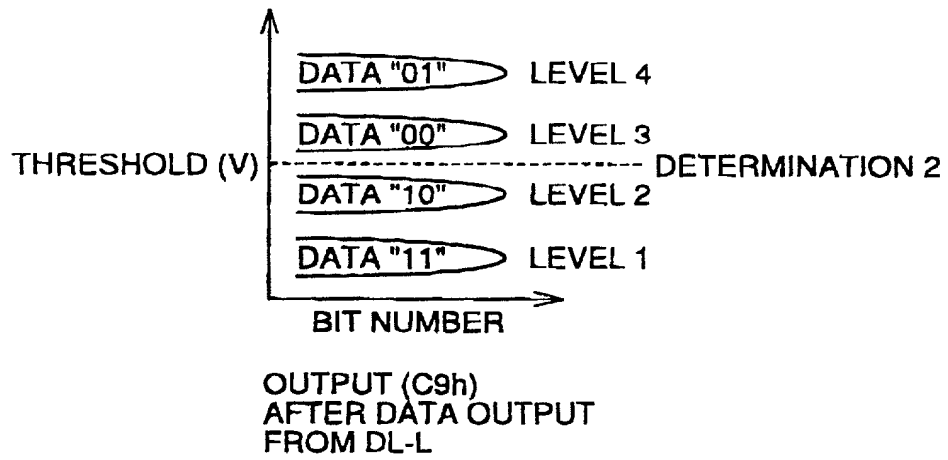 DATA "01" LEVEL 4
DATA "00" LEVEL 3
THRESHOLD (V) DETERMINATION 2
DATA "10" LEVEL 2
DATA "11" LEVEL 1
BIT NUMBER
OUTPUT (C9h)
AFTER DATA OUTPUT
FROM DL-L